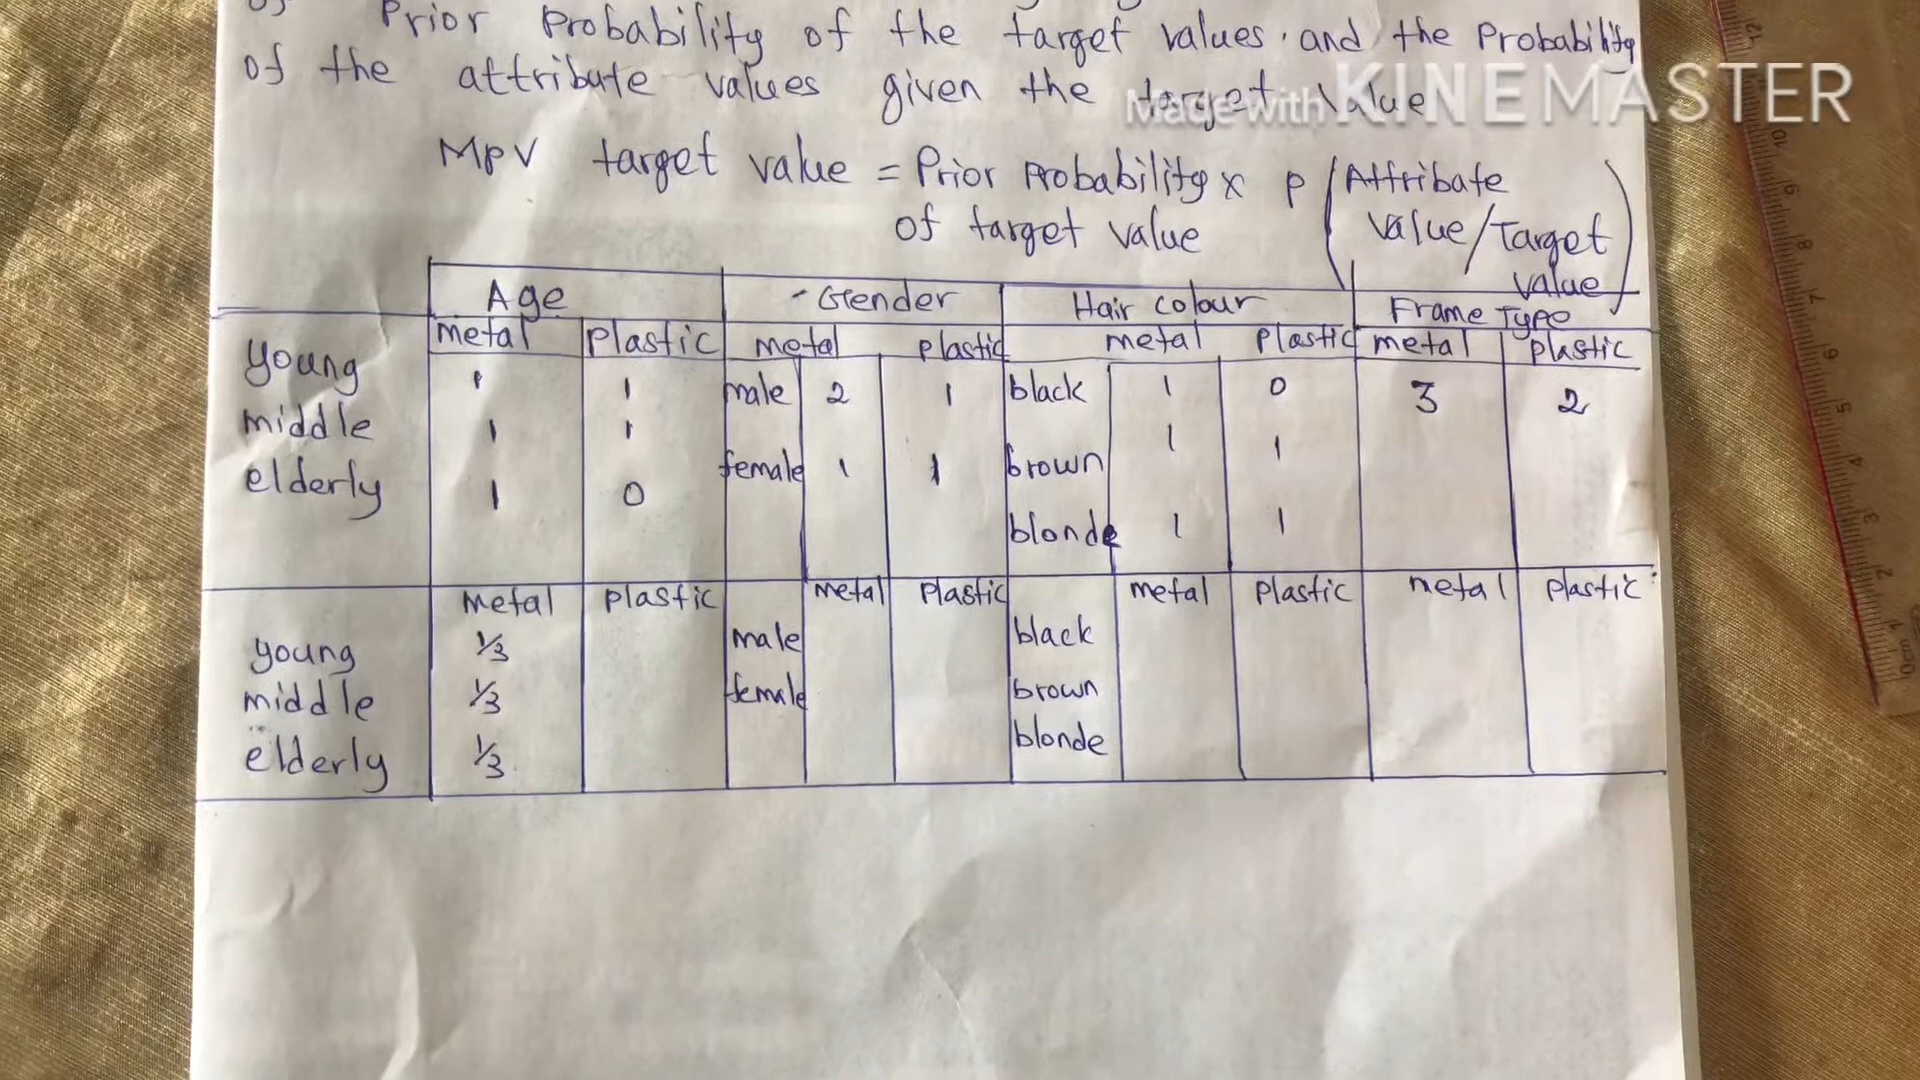 Prior Probability of the target values. and the Probability
of the attribute values given the target value
Made with KINEMASTER
MPV target value = Prior Probability x P (Attribate
of target value value/Target
value)
Age Gender Hair colour Frame Type
metal plastic metal plastic metal plastic metal plastic
young 1 1 male 2 1 black 1 0 3 2
middle 1 1 female 1 1 brown 1 1
elderly 1 0 blonde 1 1
metal plastic metal plastic metal plastic metal plastic
young 1/3 male black
middle 1/3 female brown
elderly 1/3 blonde